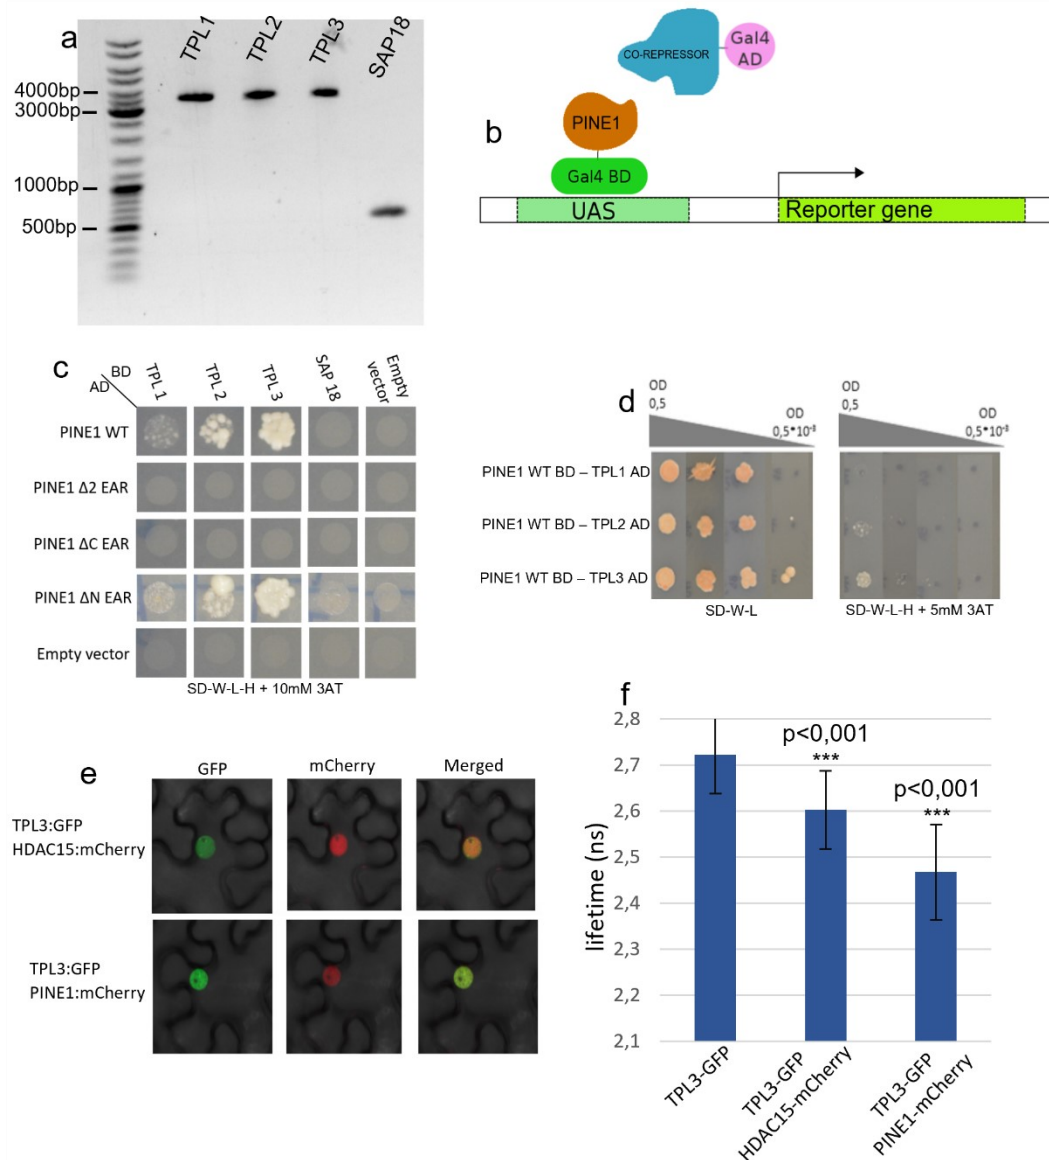 a
TPL1
TPL2
TPL3
SAP18
4000bp
3000bp
1000bp
500bp
b
CO-REPRESSOR
Gal4
AD
PINE1
Gal4 BD
UAS
Reporter gene
c
BD
AD
TPL 1
TPL 2
TPL 3
SAP 18
Empty
vector
PINE1 WT
PINE1 Δ2 EAR
PINE1 ΔC EAR
PINE1 ΔN EAR
Empty vector
SD-W-L-H + 10mM 3AT
d
OD
0,5
OD
0,5*10⁻³
OD
0,5
OD
0,5*10⁻³
PINE1 WT BD – TPL1 AD
PINE1 WT BD – TPL2 AD
PINE1 WT BD – TPL3 AD
SD-W-L
SD-W-L-H + 5mM 3AT
e
GFP
mCherry
Merged
TPL3:GFP
HDAC15:mCherry
TPL3:GFP
PINE1:mCherry
f
lifetime (ns)
2,8
2,7
2,6
2,5
2,4
2,3
2,2
2,1
p<0,001
***
p<0,001
***
TPL3-GFP
TPL3-GFP
HDAC15-mCherry
TPL3-GFP
PINE1-mCherry